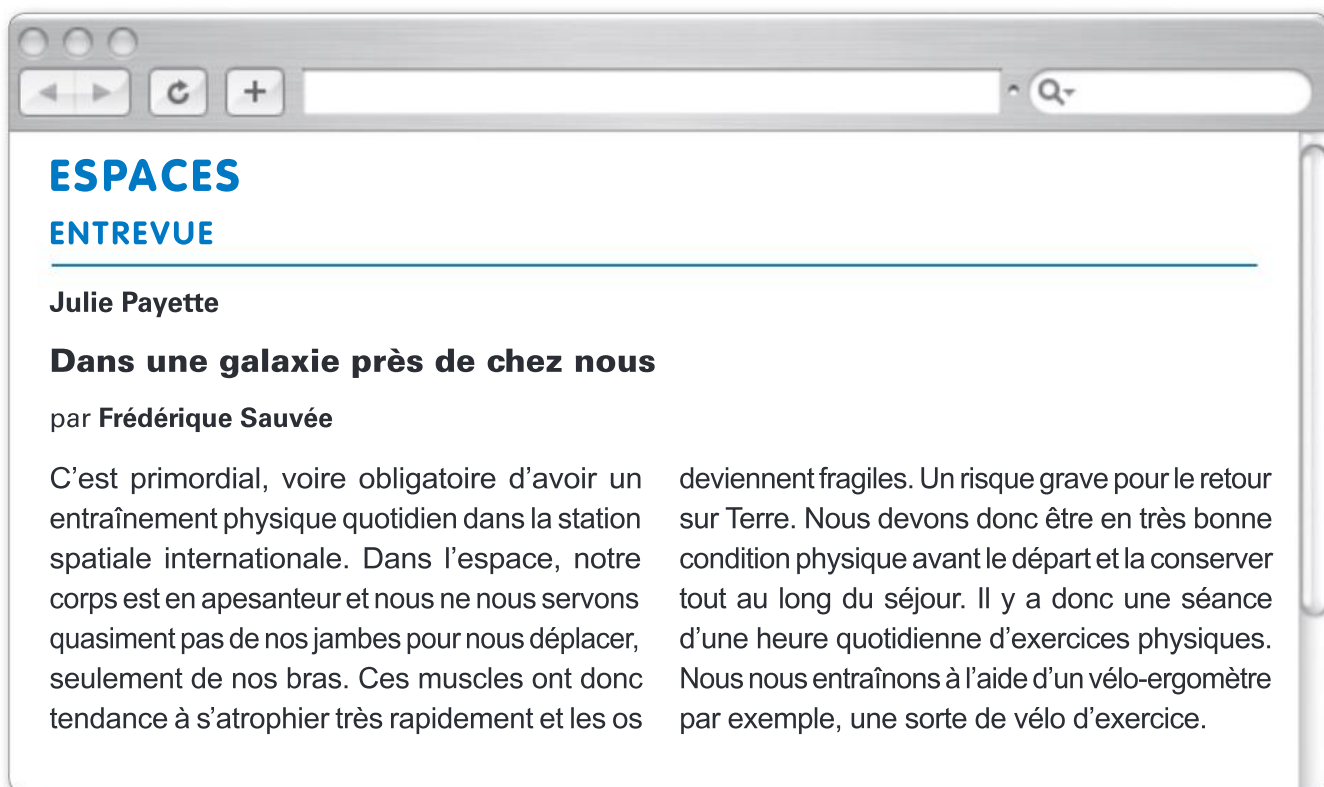 ESPACES
ENTREVUE
Julie Payette
Dans une galaxie près de chez nous
par Frédérique Sauvée
C’est primordial, voire obligatoire d’avoir un
entraînement physique quotidien dans la station
spatiale internationale. Dans l’espace, notre
corps est en apesanteur et nous ne nous servons
quasiment pas de nos jambes pour nous déplacer,
seulement de nos bras. Ces muscles ont donc
tendance à s’atrophier très rapidement et les os
deviennent fragiles. Un risque grave pour le retour
sur Terre. Nous devons donc être en très bonne
condition physique avant le départ et la conserver
tout au long du séjour. Il y a donc une séance
d’une heure quotidienne d’exercices physiques.
Nous nous entraînons à l’aide d’un vélo-ergomètre
par exemple, une sorte de vélo d’exercice.